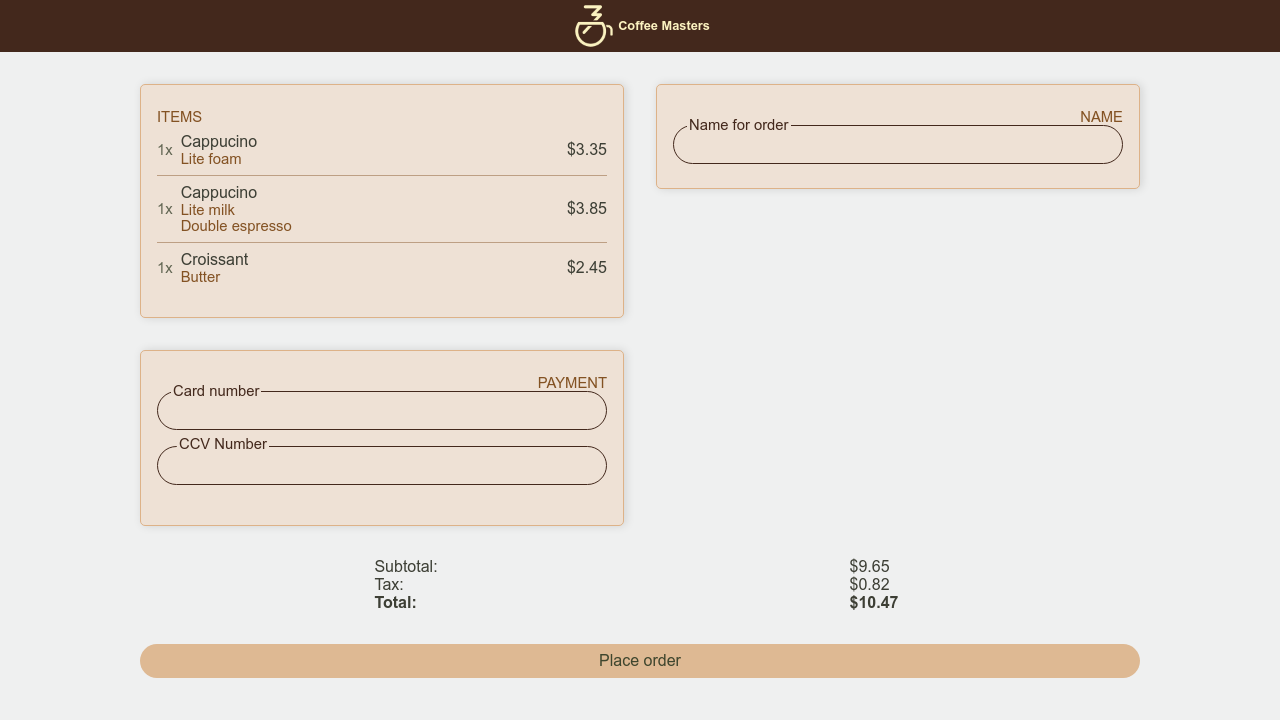 Coffee Masters
ITEMS
1x Cappucino $3.35
Lite foam
1x Cappucino $3.85
Lite milk
Double espresso
1x Croissant $2.45
Butter
NAME
Name for order
PAYMENT
Card number
CCV Number
Subtotal: $9.65
Tax: $0.82
Total: $10.47
Place order